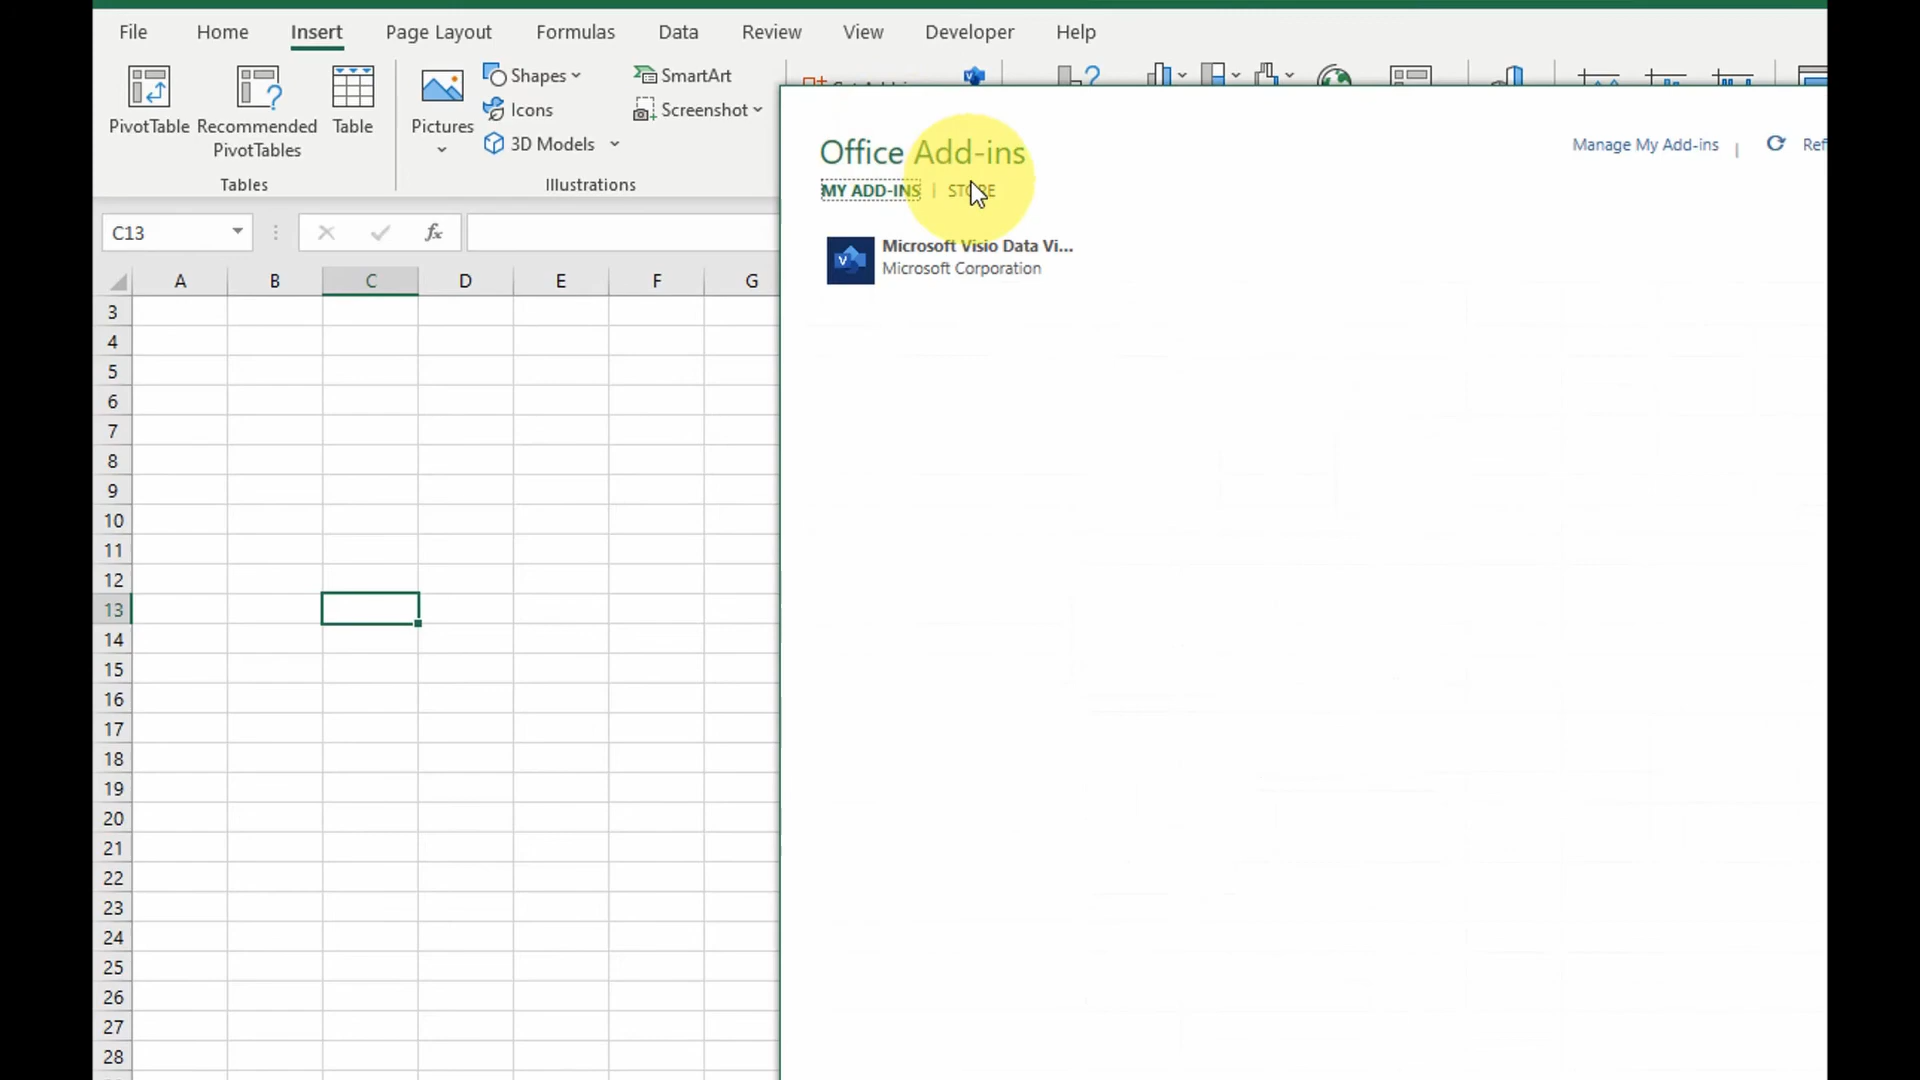 File Home Insert Page Layout Formulas Data Review View Developer Help
PivotTable
Recommended
PivotTables
Table
Tables
Pictures
Shapes
Icons
3D Models
SmartArt
Screenshot
Illustrations
C13
fx
A B C D E F G
3
4
5
6
7
8
9
10
11
12
13
14
15
16
17
18
19
20
21
22
23
24
25
26
27
28
Office Add-ins
MY ADD-INS | STORE
Manage My Add-ins | Ref
Microsoft Visio Data Vi...
Microsoft Corporation